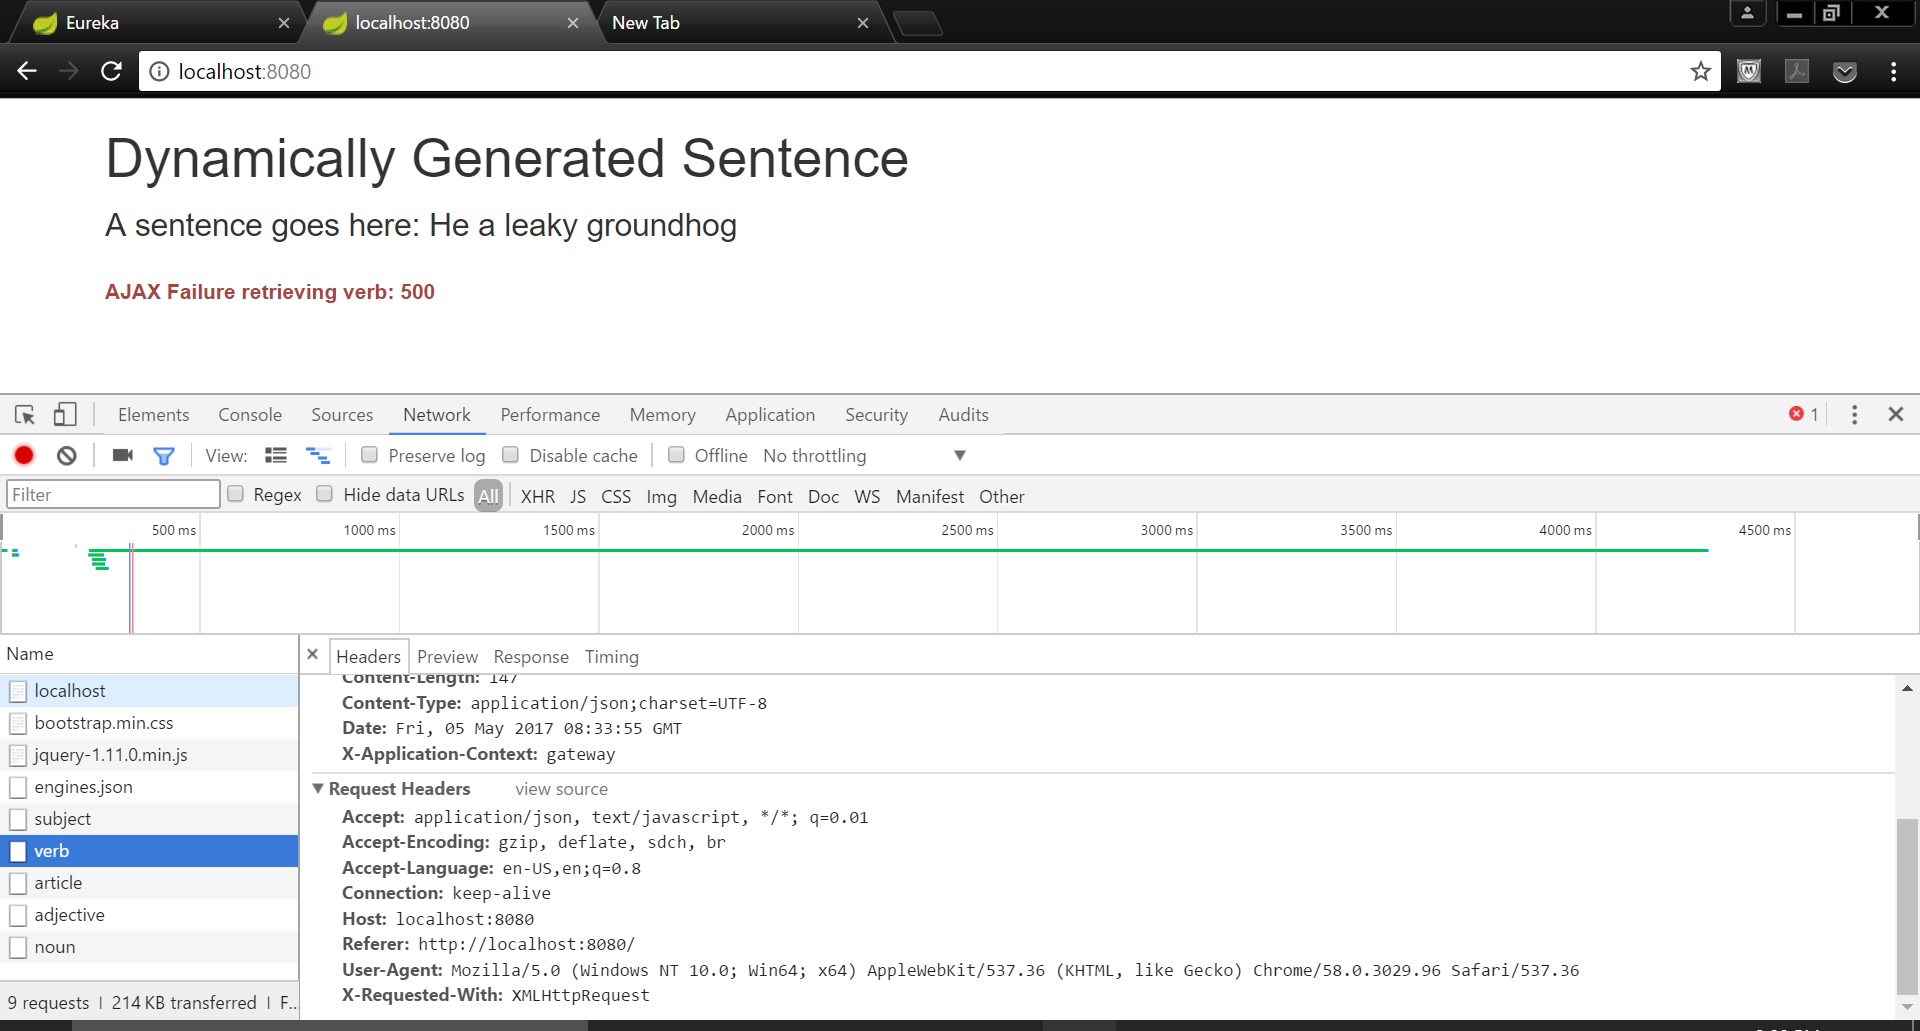 Eureka
localhost:8080
New Tab
localhost:8080
Dynamically Generated Sentence
A sentence goes here: He a leaky groundhog
AJAX Failure retrieving verb: 500
Elements Console Sources Network Performance Memory Application Security Audits 1
View: Preserve log Disable cache Offline No throttling
Filter Regex Hide data URLs All XHR JS CSS Img Media Font Doc WS Manifest Other
500 ms 1000 ms 1500 ms 2000 ms 2500 ms 3000 ms 3500 ms 4000 ms 4500 ms
Name
localhost
bootstrap.min.css
jquery-1.11.0.min.js
engines.json
subject
verb
article
adjective
noun
9 requests | 214 KB transferred | F...
Headers Preview Response Timing
Content-Length: 147
Content-Type: application/json;charset=UTF-8
Date: Fri, 05 May 2017 08:33:55 GMT
X-Application-Context: gateway
Request Headers view source
Accept: application/json, text/javascript, */*; q=0.01
Accept-Encoding: gzip, deflate, sdch, br
Accept-Language: en-US,en;q=0.8
Connection: keep-alive
Host: localhost:8080
Referer: http://localhost:8080/
User-Agent: Mozilla/5.0 (Windows NT 10.0; Win64; x64) AppleWebKit/537.36 (KHTML, like Gecko) Chrome/58.0.3029.96 Safari/537.36
X-Requested-With: XMLHttpRequest